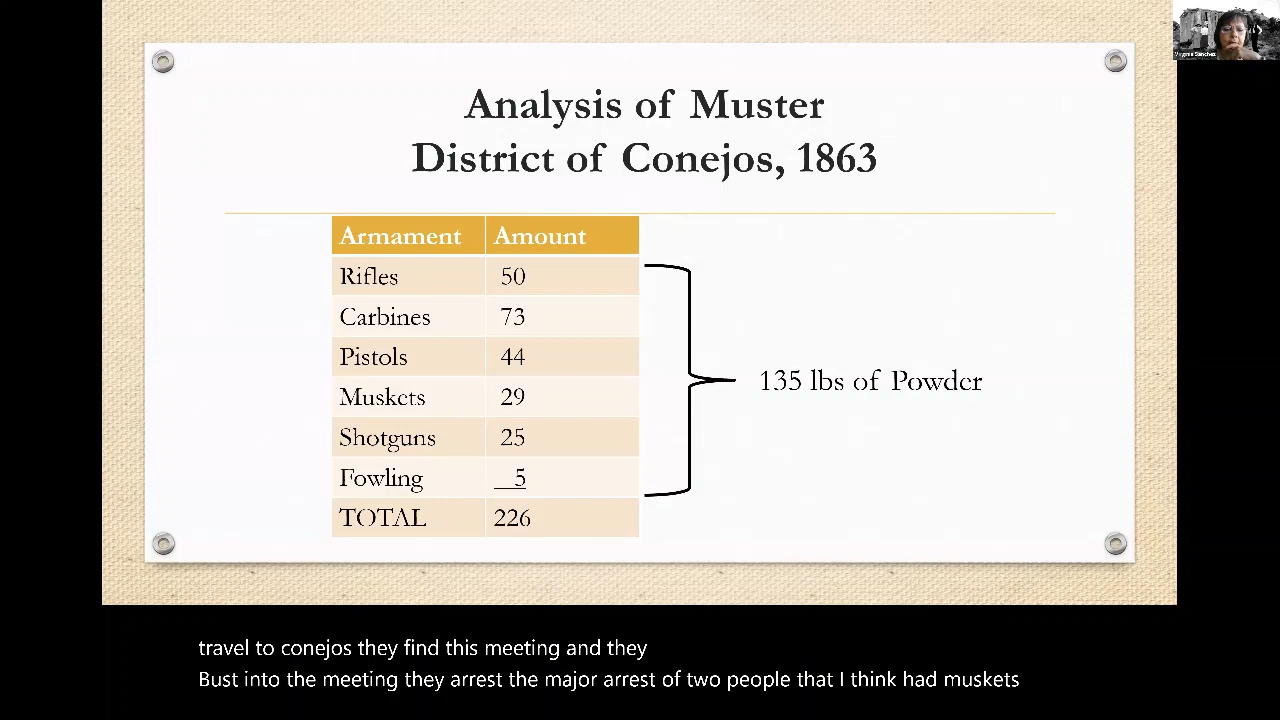 Virginia Sánchez
Analysis of Muster
District of Conejos, 1863
Armament Amount
Rifles 50
Carbines 73
Pistols 44
Muskets 29
Shotguns 25
Fowling 5
TOTAL 226
135 lbs of Powder
travel to conejos they find this meeting and they
Bust into the meeting they arrest the major arrest of two people that I think had muskets